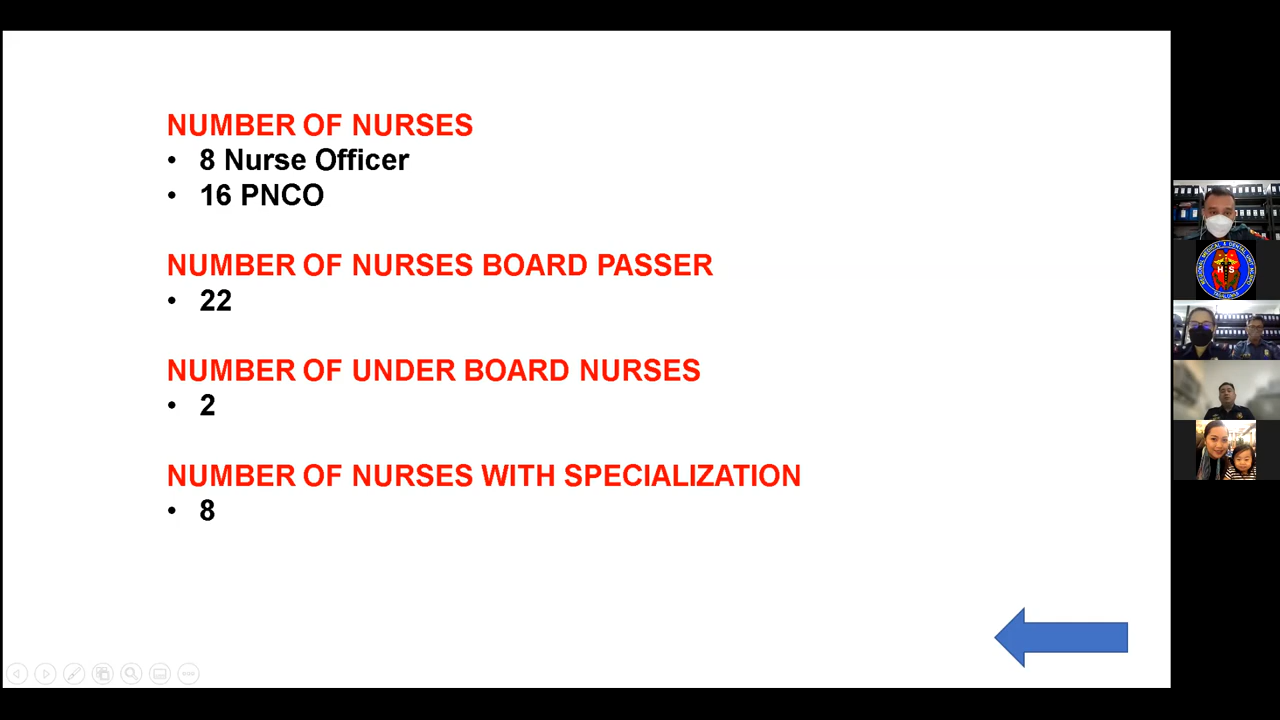 NUMBER OF NURSES
• 8 Nurse Officer
• 16 PNCO
NUMBER OF NURSES BOARD PASSER
• 22
NUMBER OF UNDER BOARD NURSES
• 2
NUMBER OF NURSES WITH SPECIALIZATION
• 8